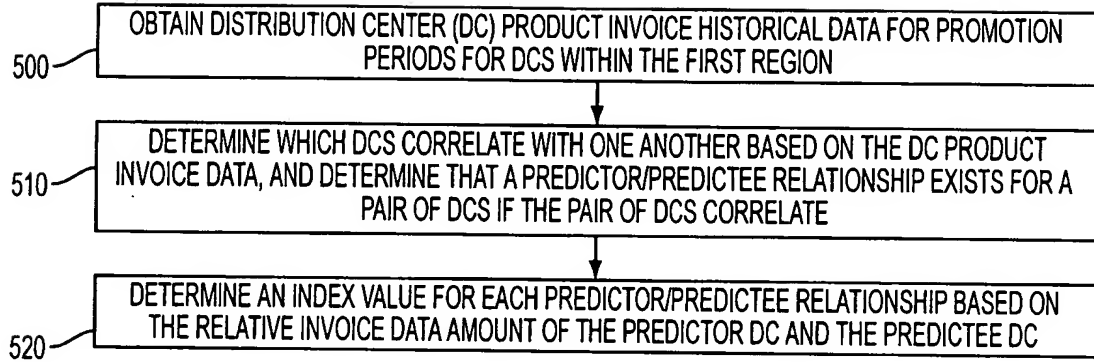 OBTAIN DISTRIBUTION CENTER (DC) PRODUCT INVOICE HISTORICAL DATA FOR PROMOTION
PERIODS FOR DCS WITHIN THE FIRST REGION
500
DETERMINE WHICH DCS CORRELATE WITH ONE ANOTHER BASED ON THE DC PRODUCT
INVOICE DATA, AND DETERMINE THAT A PREDICTOR/PREDICTEE RELATIONSHIP EXISTS FOR A
PAIR OF DCS IF THE PAIR OF DCS CORRELATE
510
DETERMINE AN INDEX VALUE FOR EACH PREDICTOR/PREDICTEE RELATIONSHIP BASED ON
THE RELATIVE INVOICE DATA AMOUNT OF THE PREDICTOR DC AND THE PREDICTEE DC
520